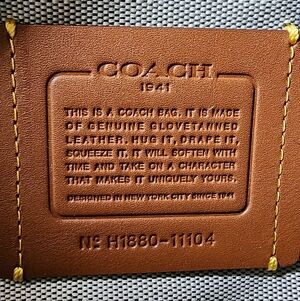 COACH
1941
THIS IS A COACH BAG. IT IS MADE
OF GENUINE GLOVETANNED
LEATHER. HUG IT, DRAPE IT,
SQUEEZE IT. IT WILL SOFTEN WITH
TIME AND TAKE ON A CHARACTER
THAT MAKES IT UNIQUELY YOURS.
DESIGNED IN NEW YORK CITY SINCE 1941
Nº H1880-11104